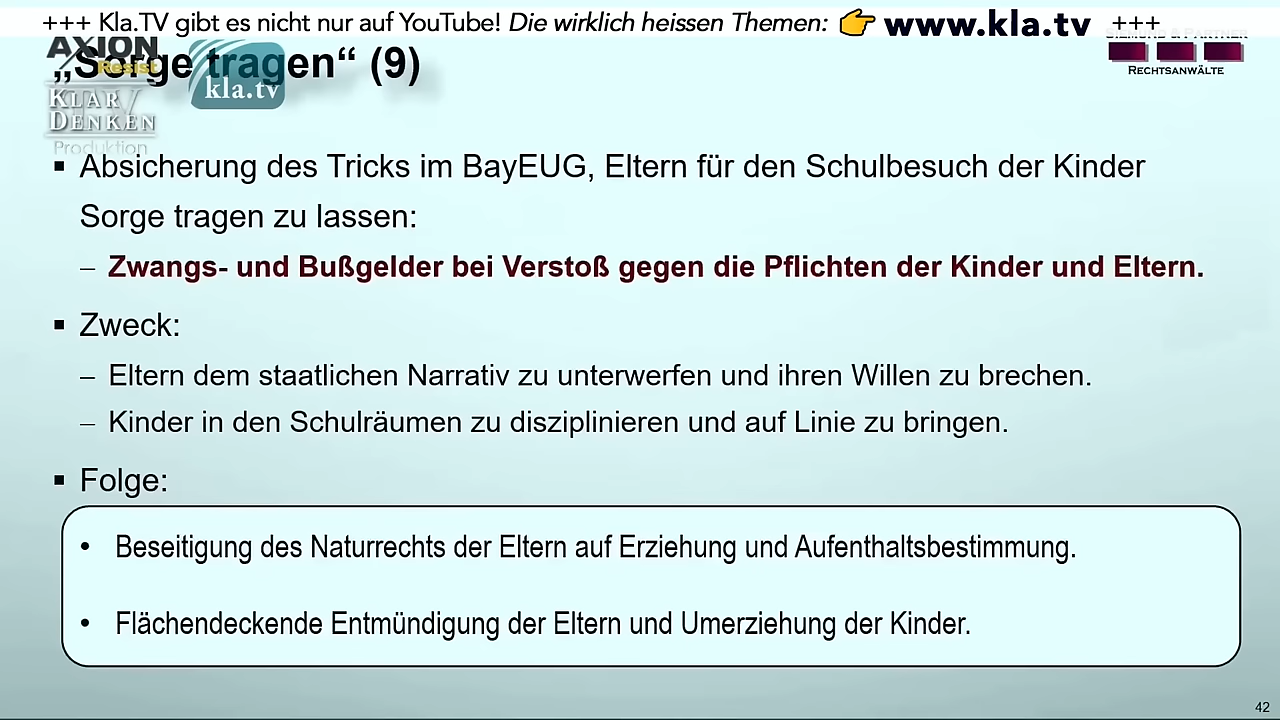 +++ Kla.TV gibt es nicht nur auf YouTube! Die wirklich heissen Themen: 👉 www.kla.tv +++
AXION
Resist
„Sorge tragen“ (9)
kla.tv
KLAR
DENKEN
Produktion
SIEMUND & PARTNER
RECHTSANWÄLTE
▪ Absicherung des Tricks im BayEUG, Eltern für den Schulbesuch der Kinder
Sorge tragen zu lassen:
– Zwangs- und Bußgelder bei Verstoß gegen die Pflichten der Kinder und Eltern.
▪ Zweck:
– Eltern dem staatlichen Narrativ zu unterwerfen und ihren Willen zu brechen.
– Kinder in den Schulräumen zu disziplinieren und auf Linie zu bringen.
▪ Folge:
• Beseitigung des Naturrechts der Eltern auf Erziehung und Aufenthaltsbestimmung.
• Flächendeckende Entmündigung der Eltern und Umerziehung der Kinder.
42